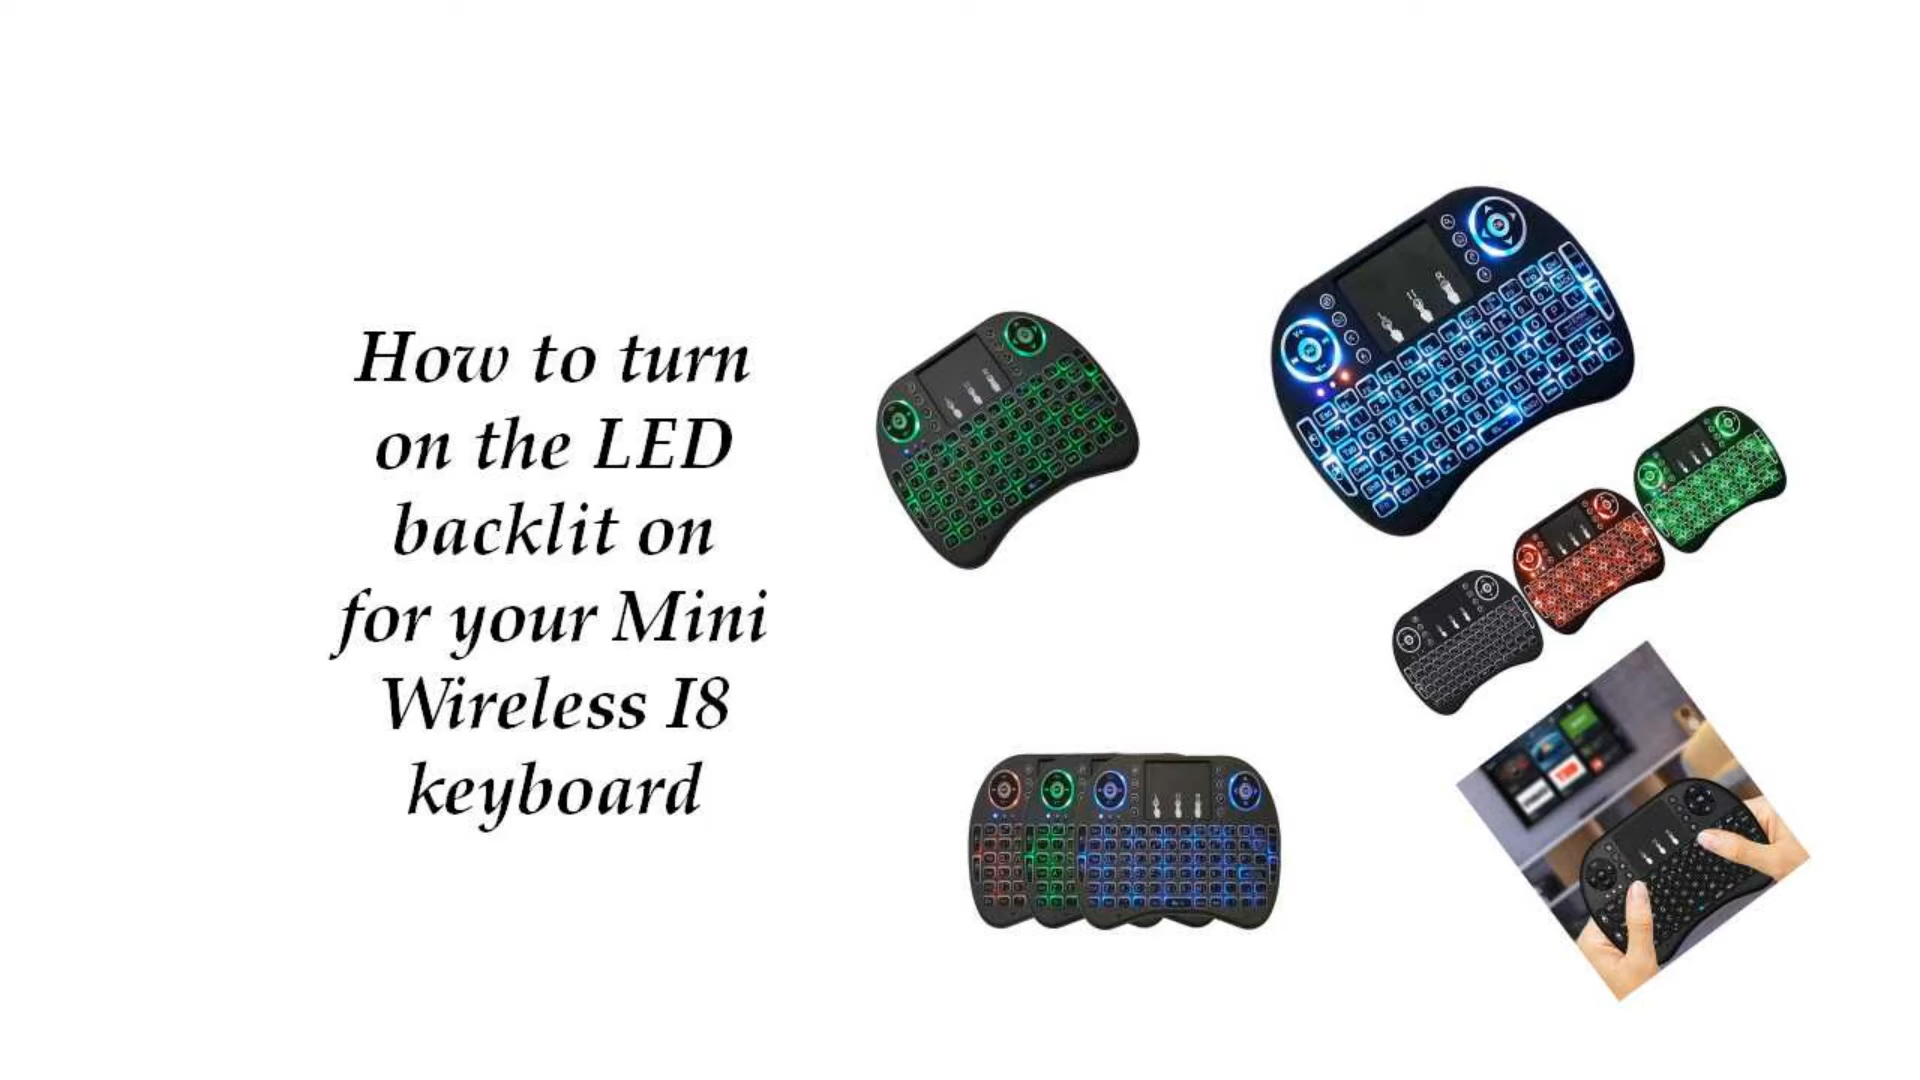 How to turn
on the LED
backlit on
for your Mini
Wireless I8
keyboard